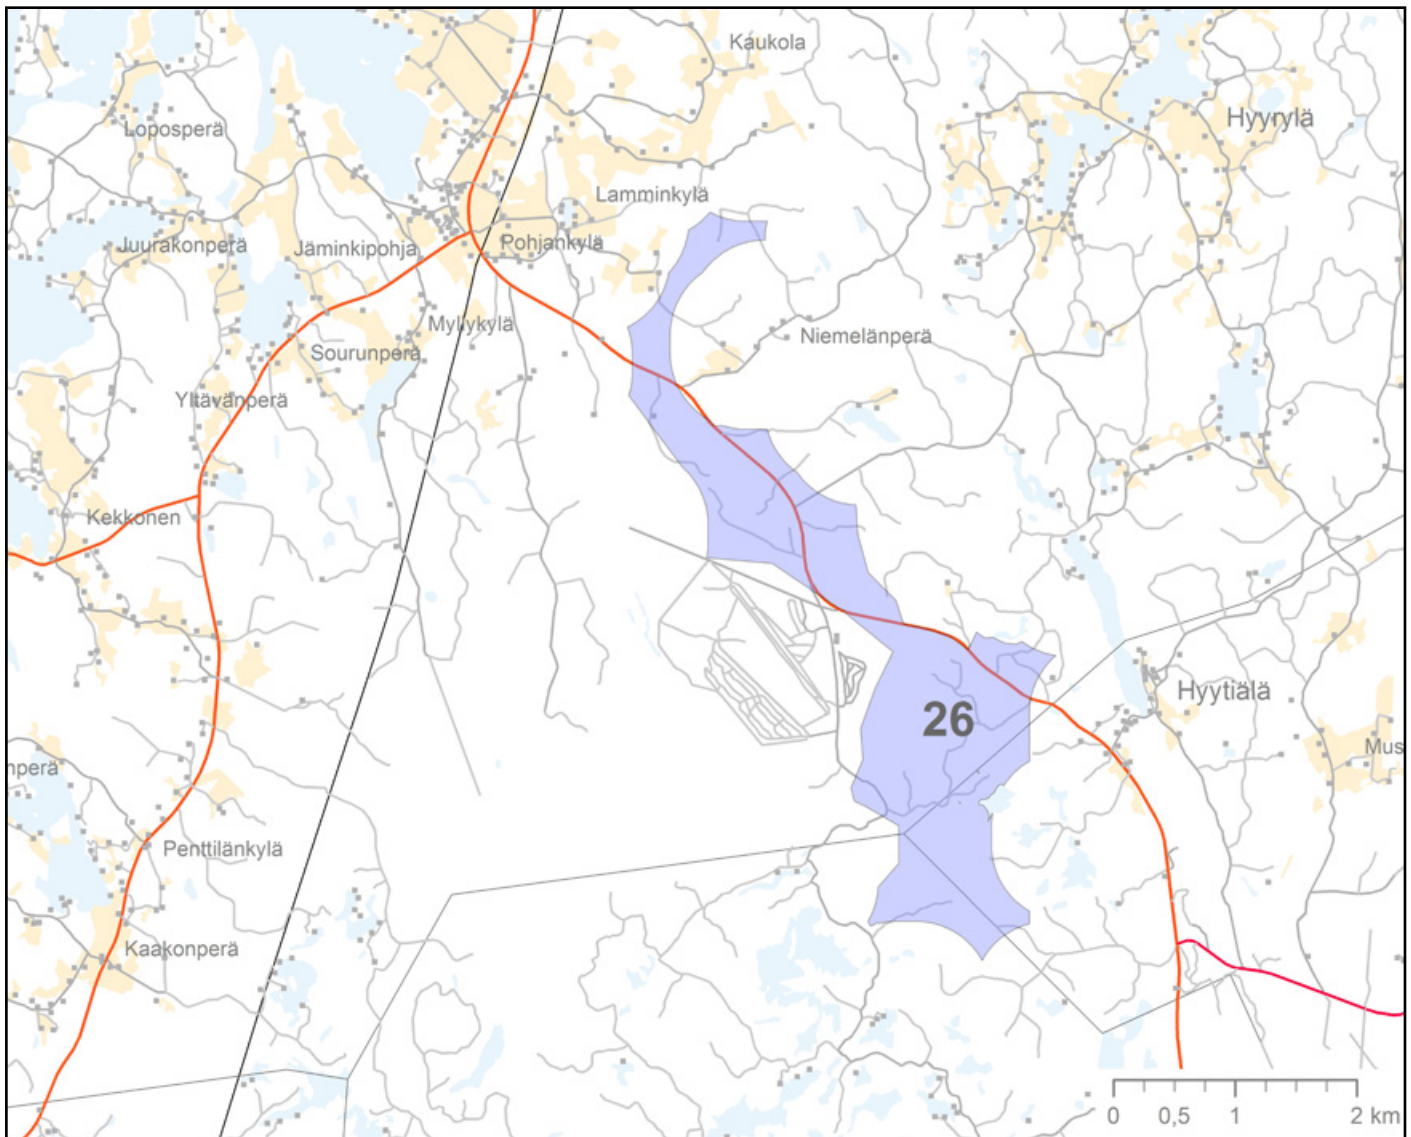 Kaukola
Hyyrylä
Loposperä
Lamminkylä
Juurakonperä
Jäminkipohja
Pohjankylä
Myllykylä
Niemelänperä
Sourunperä
Yltävänperä
Kekkonen
Hyytiälä
26
Mus
nperä
Penttilänkylä
Kaakonperä
0 0,5 1 2 km